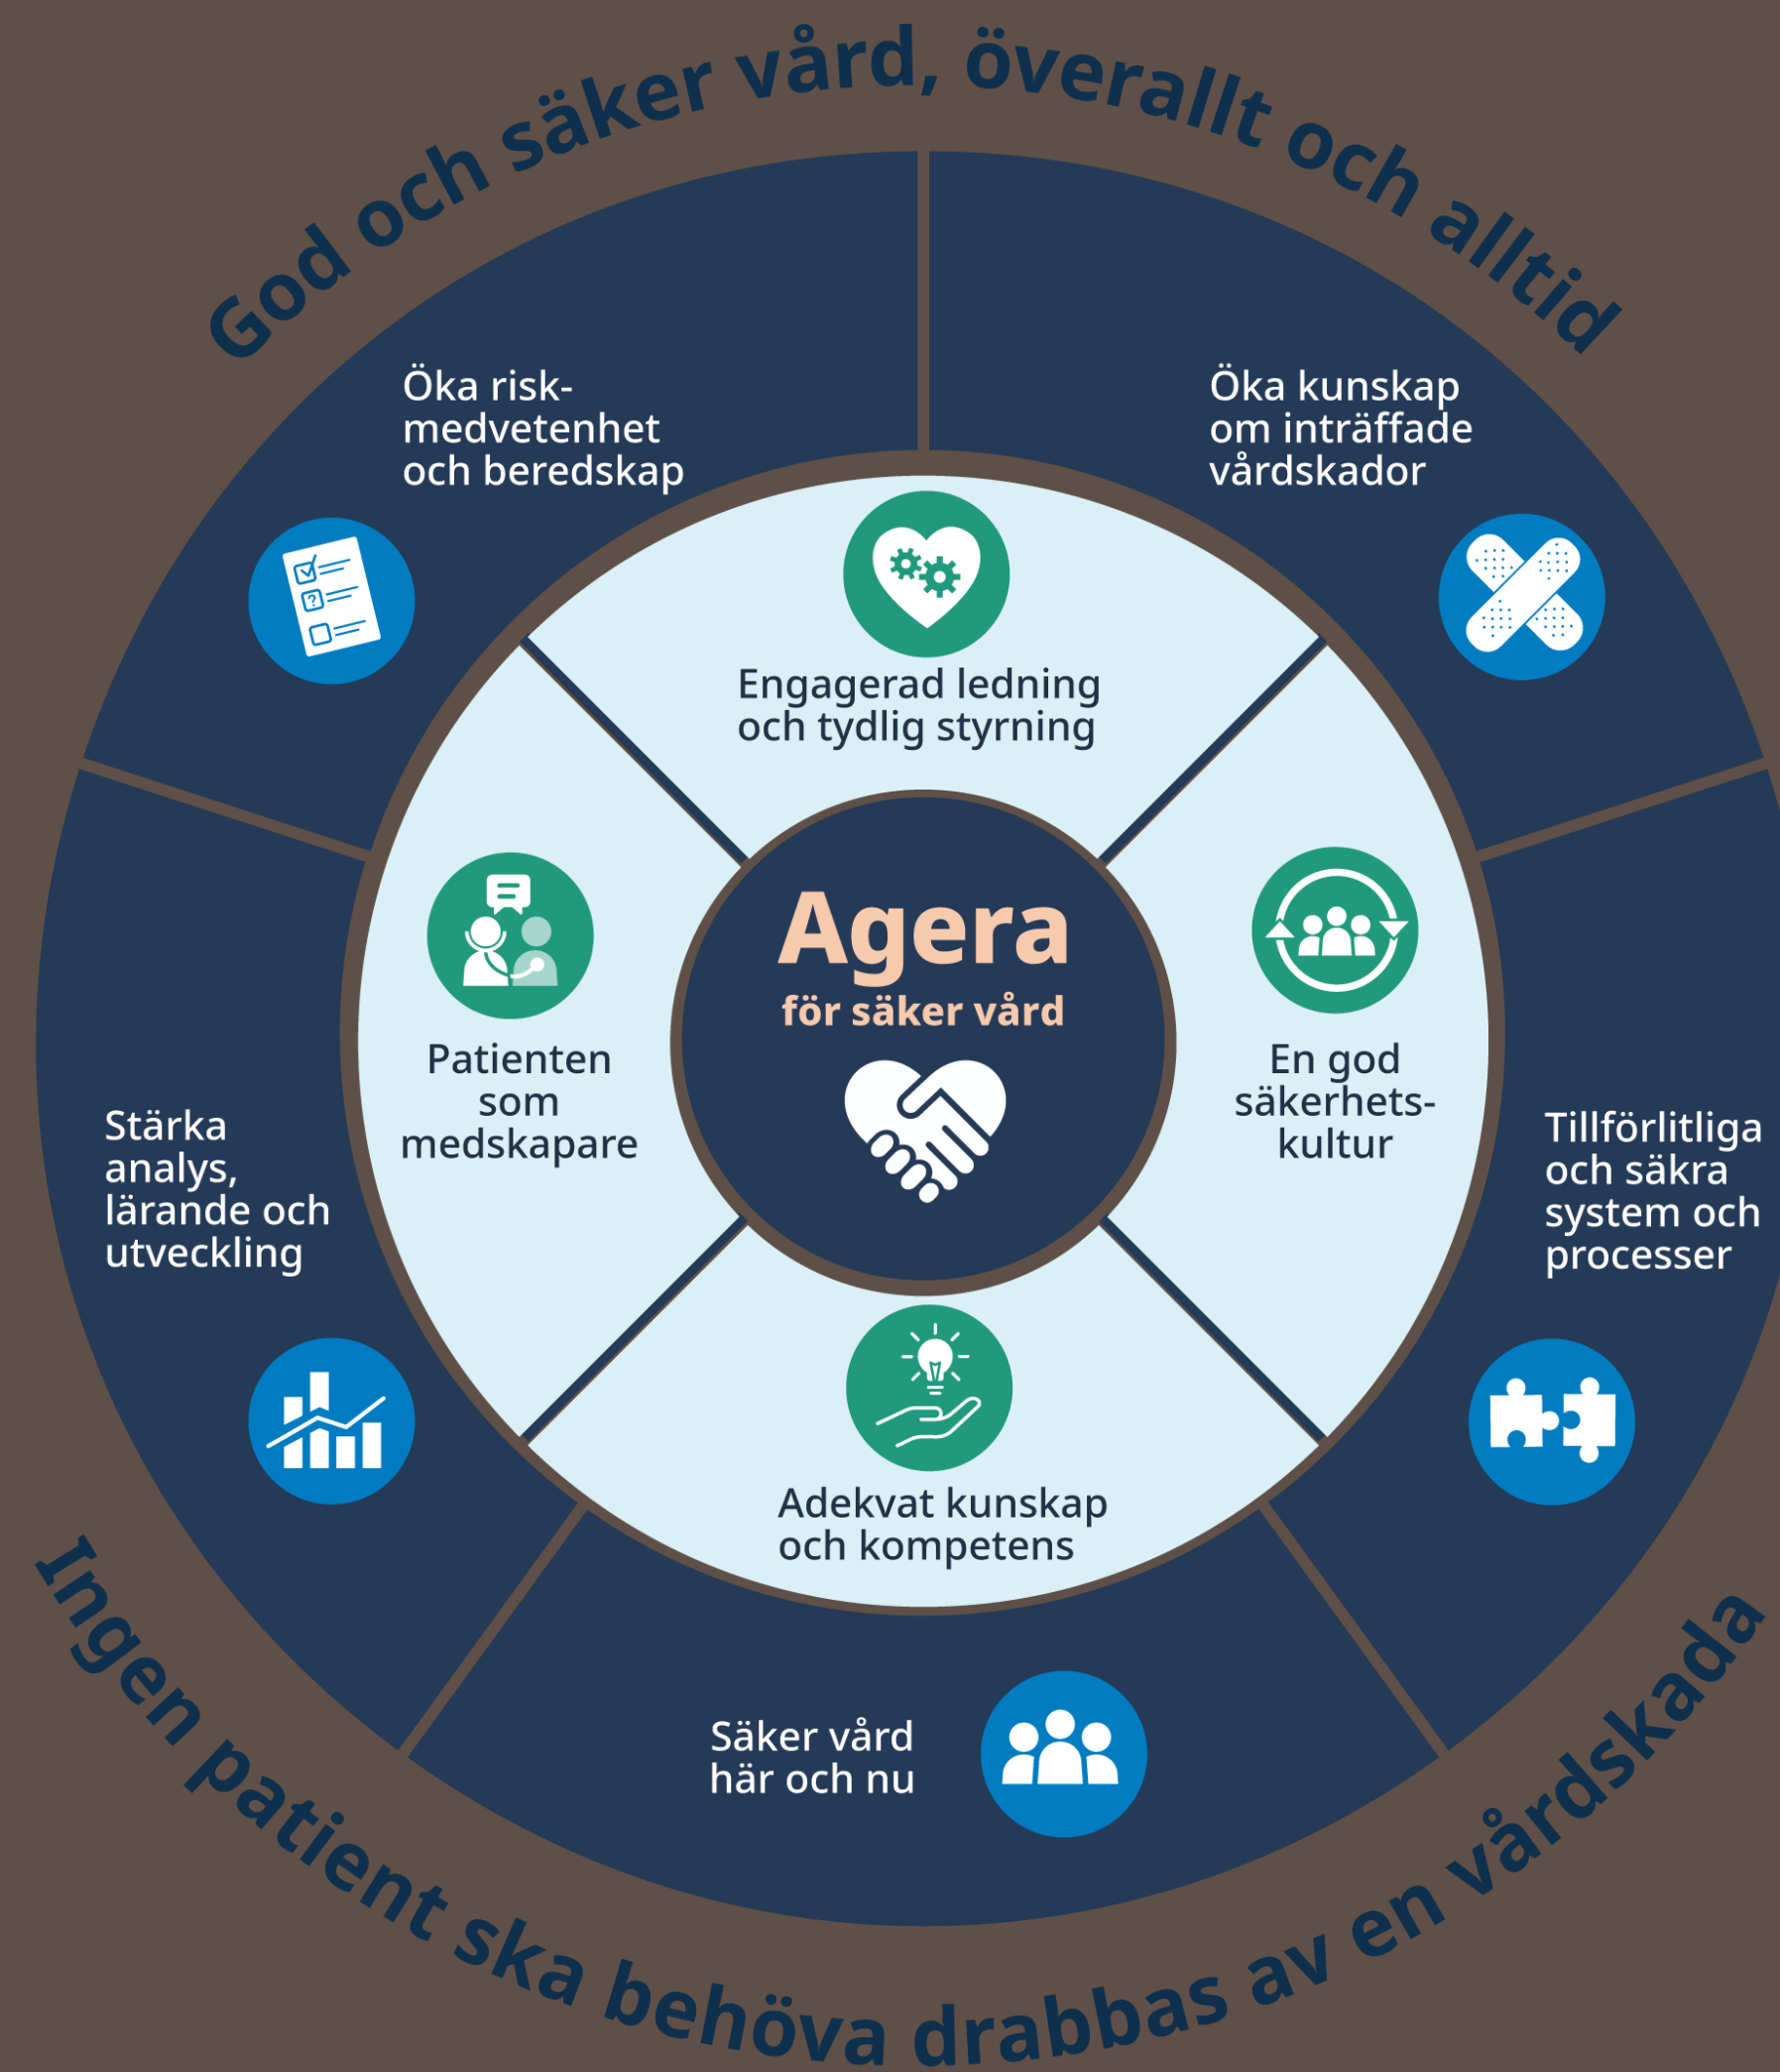 God och säker vård, överallt och alltid
Öka risk-
medvetenhet
och beredskap
Öka kunskap
om inträffade
vårdskador
Engagerad ledning
och tydlig styrning
Agera
för säker vård
Patienten
som
medskapare
En god
säkerhets-
kultur
Stärka
analys,
lärande och
utveckling
Tillförlitliga
och säkra
system och
processer
Adekvat kunskap
och kompetens
Säker vård
här och nu
Ingen patient ska behöva drabbas av en vårdskada